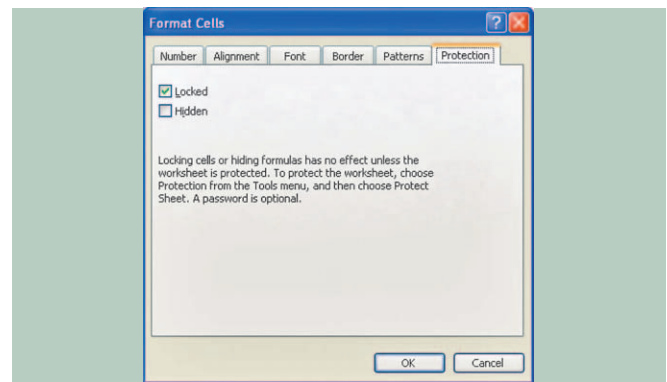 Format Cells
Number Alignment Font Border Patterns Protection
Locked
Hidden
Locking cells or hiding formulas has no effect unless the
worksheet is protected. To protect the worksheet, choose
Protection from the Tools menu, and then choose Protect
Sheet. A password is optional.
OK Cancel